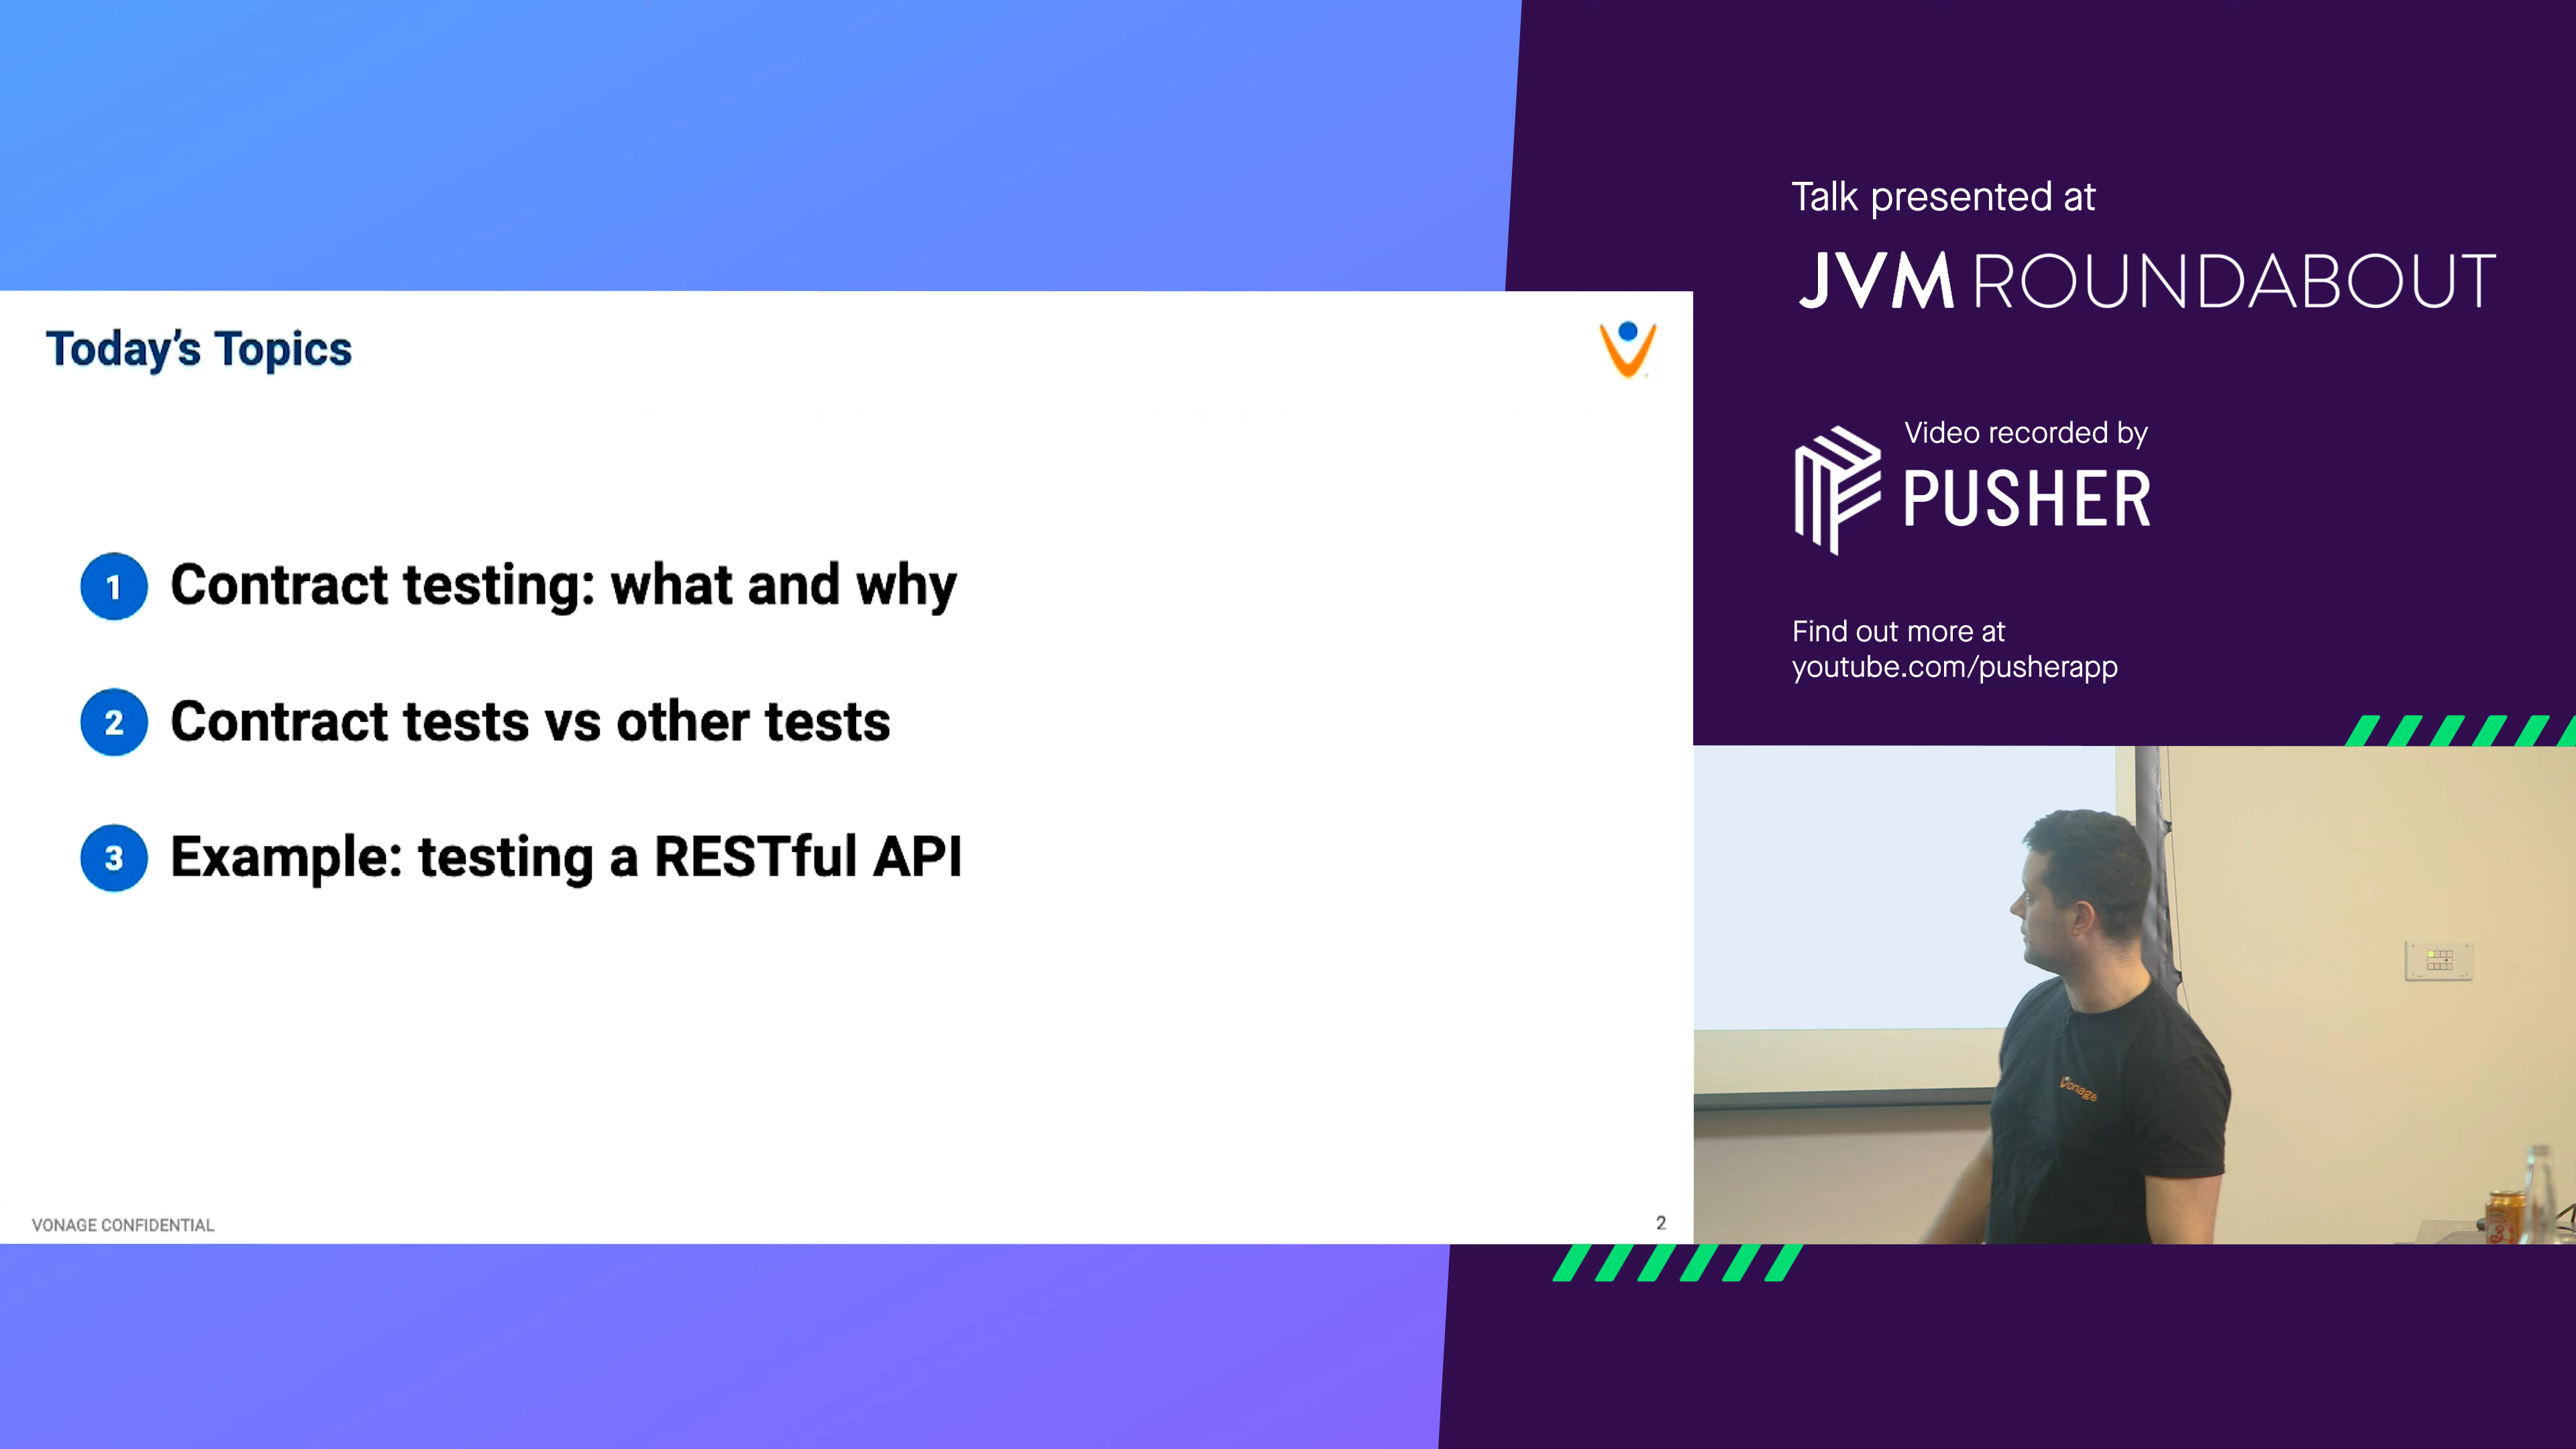 Today's Topics
1 Contract testing: what and why
2 Contract tests vs other tests
3 Example: testing a RESTful API
VONAGE CONFIDENTIAL
2
Talk presented at
JVM ROUNDABOUT
Video recorded by
PUSHER
Find out more at
youtube.com/pusherapp
Vonage